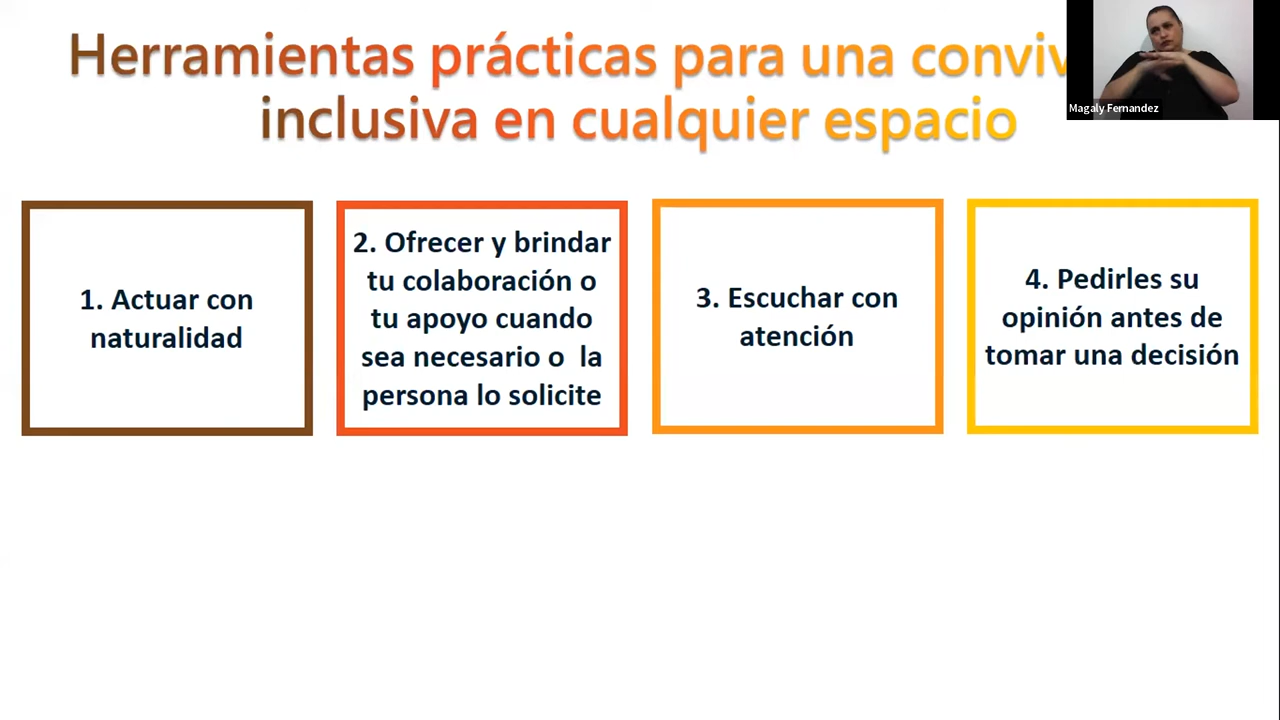 Herramientas prácticas para una conviv
inclusiva en cualquier espacio
Magaly Fernandez
1. Actuar con
naturalidad
2. Ofrecer y brindar
tu colaboración o
tu apoyo cuando
sea necesario o  la
persona lo solicite
3. Escuchar con
atención
4. Pedirles su
opinión antes de
tomar una decisión